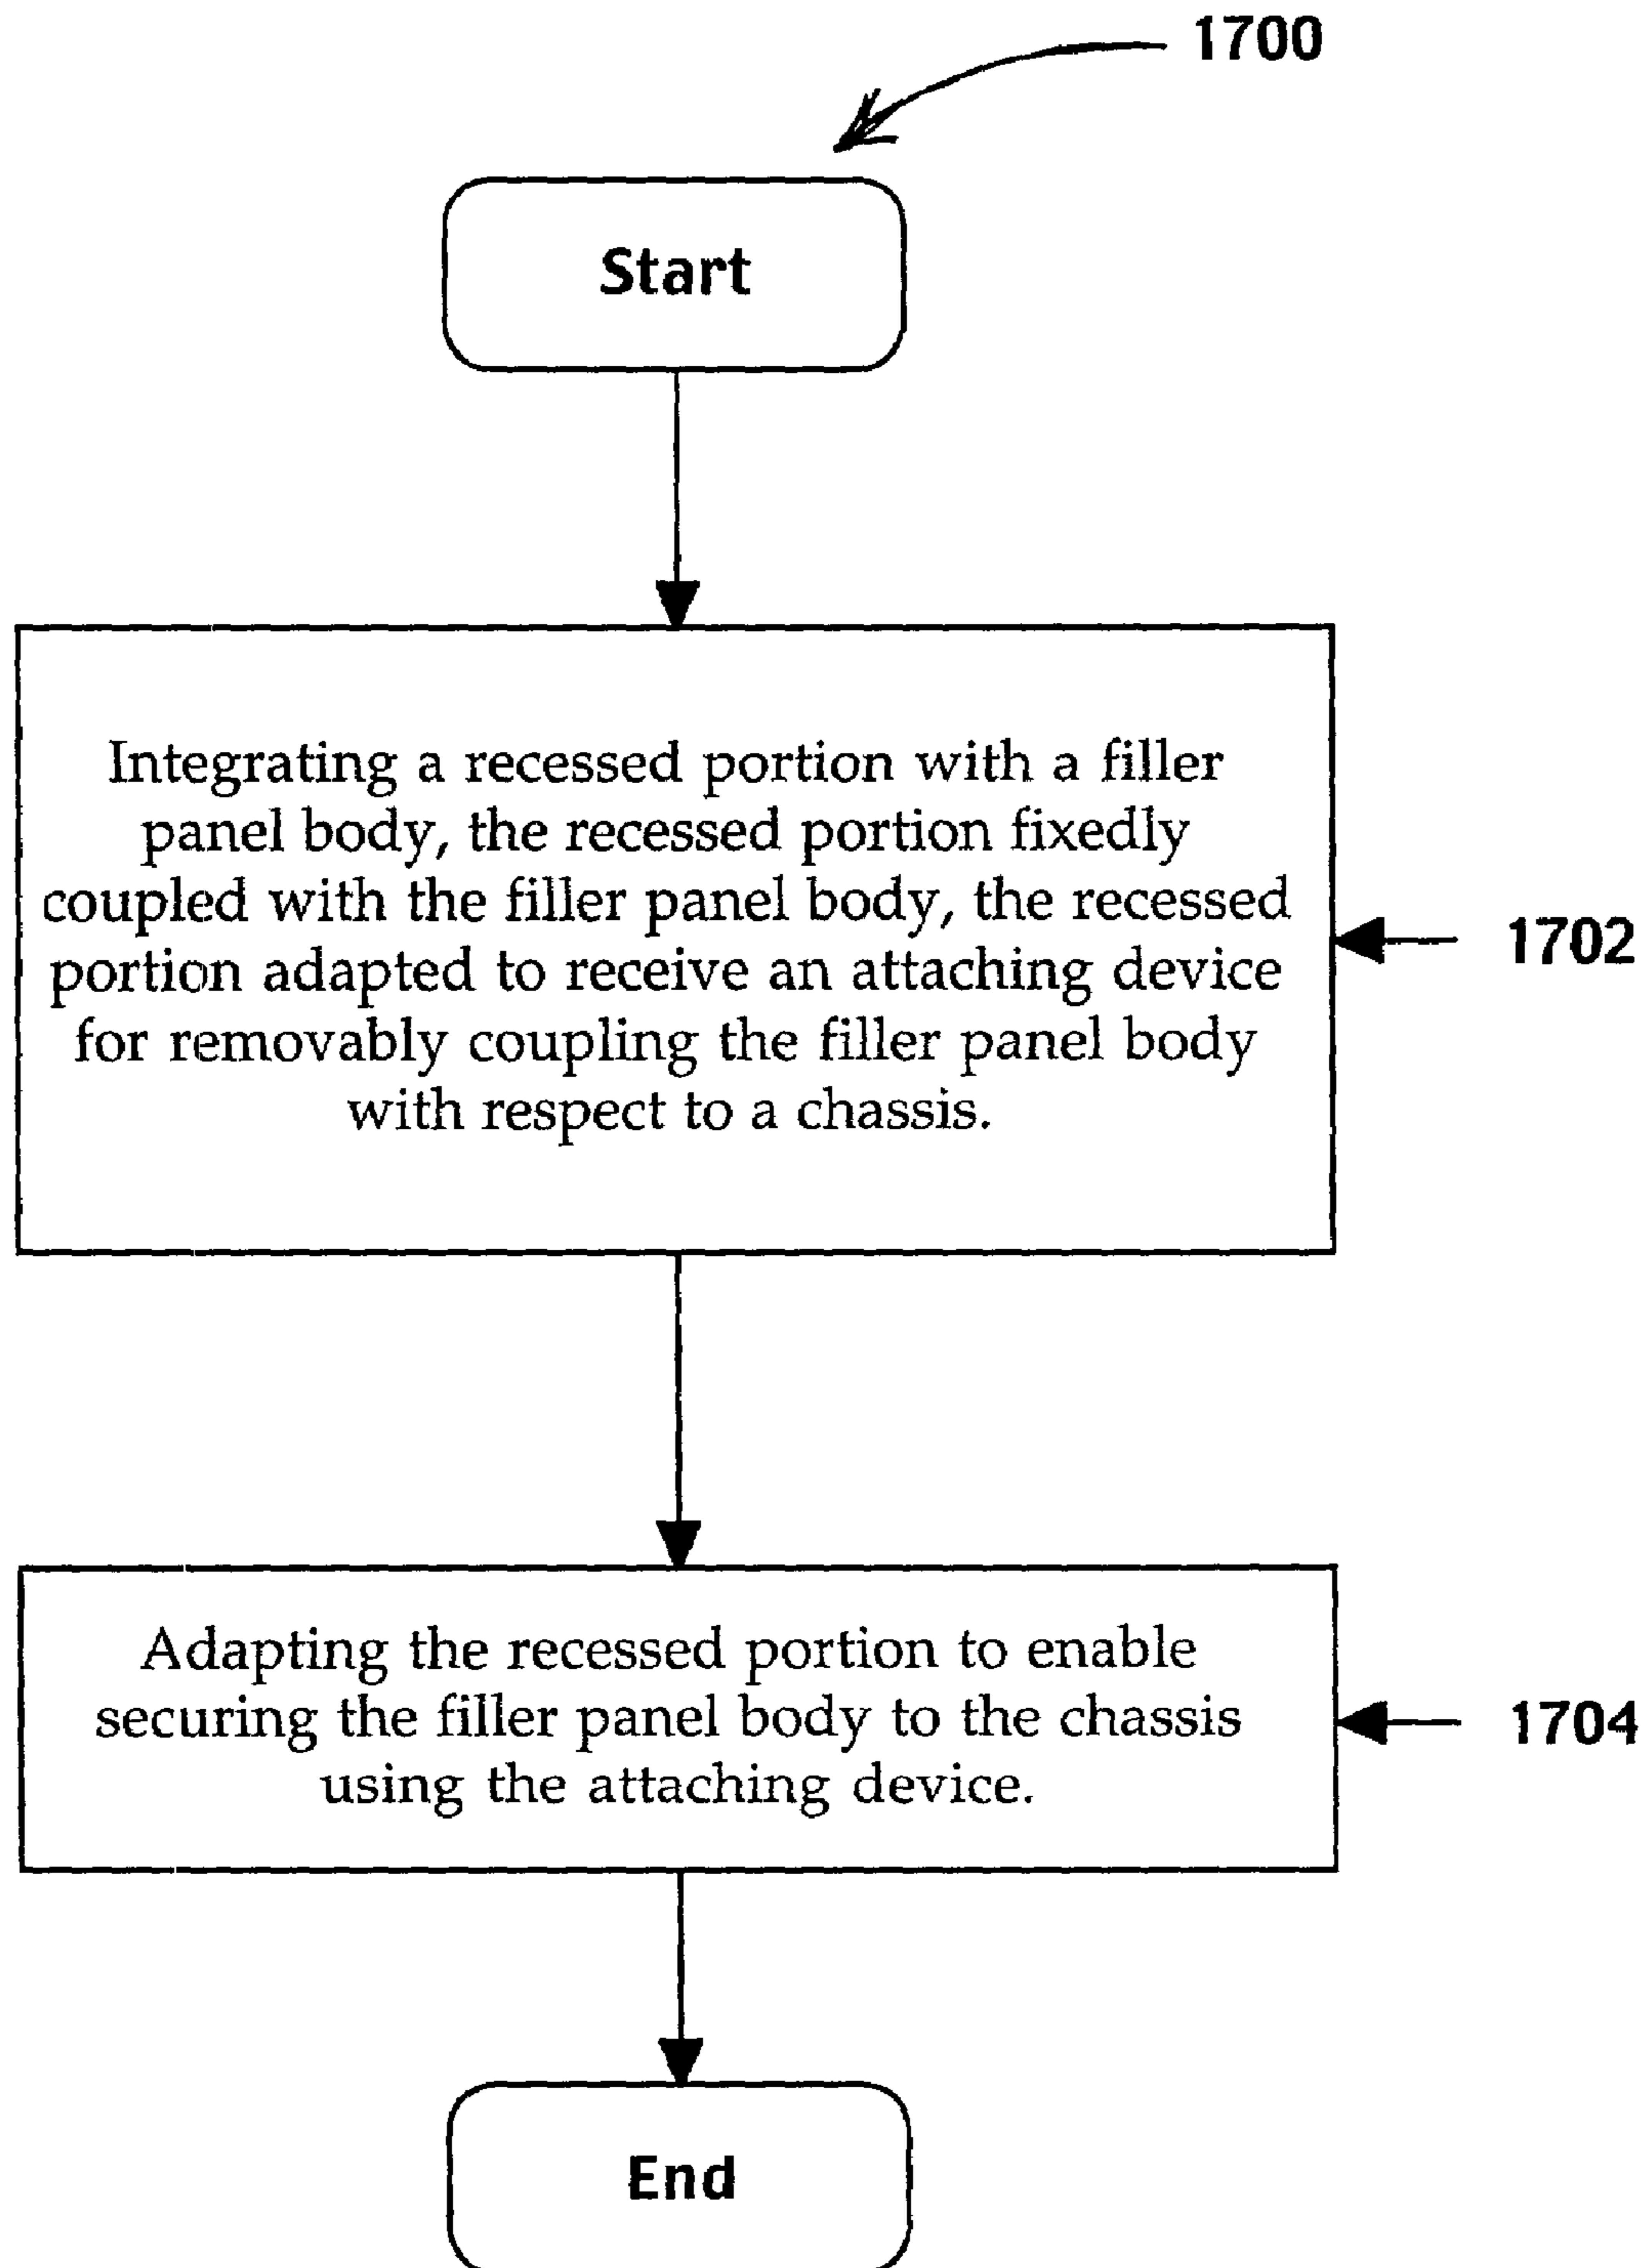 1700
Start
Integrating a recessed portion with a filler
panel body, the recessed portion fixedly
coupled with the filler panel body, the recessed
portion adapted to receive an attaching device
for removably coupling the filler panel body
with respect to a chassis.
1702
Adapting the recessed portion to enable
securing the filler panel body to the chassis
using the attaching device.
1704
End